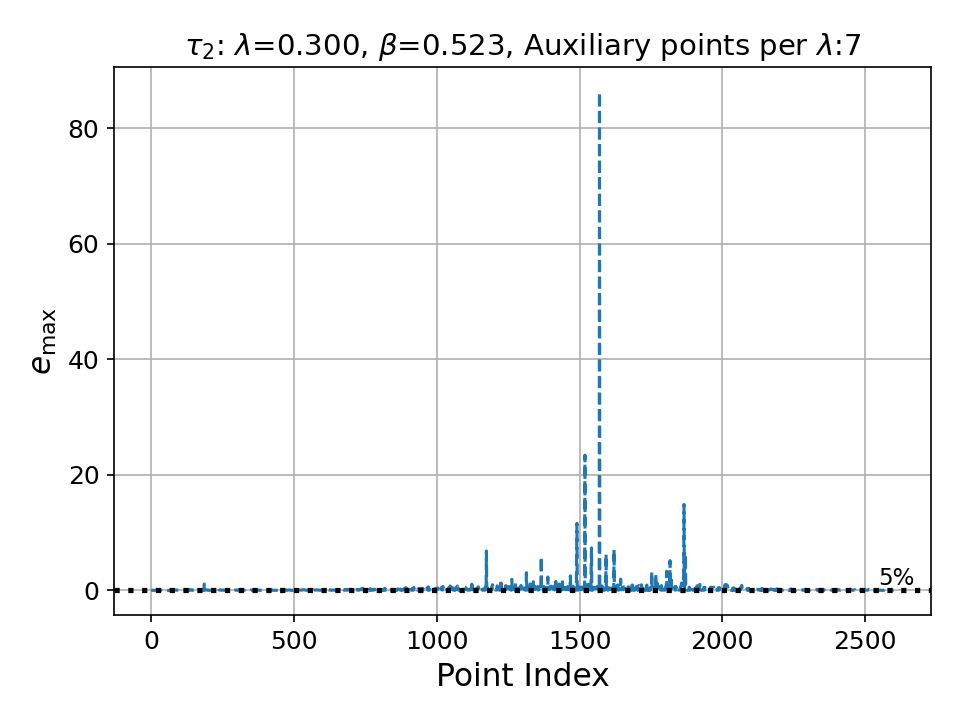 τ₂: λ=0.300, β=0.523, Auxiliary points per λ:7
80
60
40
20
0
e_max
5%
0 500 1000 1500 2000 2500
Point Index